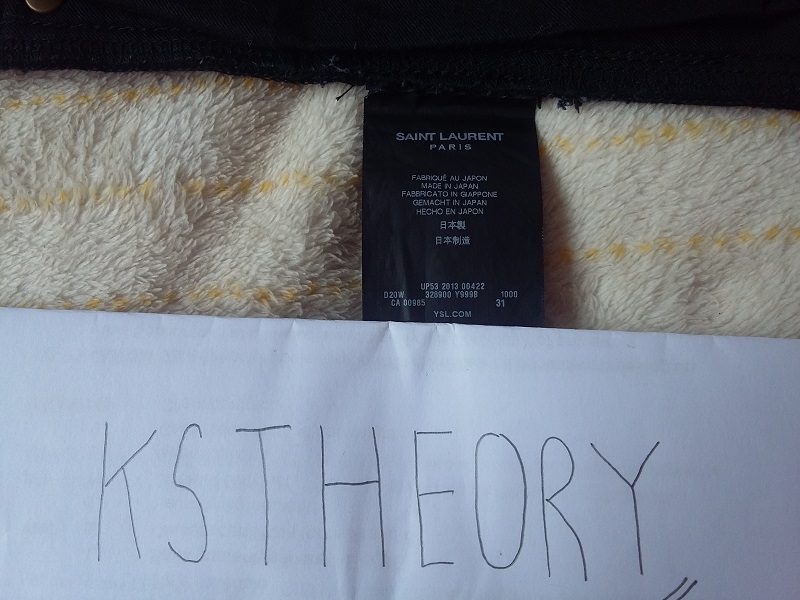 SAINT LAURENT
PARIS
FABRIQUÉ AU JAPON
MADE IN JAPAN
FABBRICATO IN GIAPPONE
GEMACHT IN JAPAN
HECHO EN JAPON
日本製
日本制造
UP53 2013 00422
D20W 328900 Y999B 1000
CA 00985 31
YSL.COM
KSTHEORY